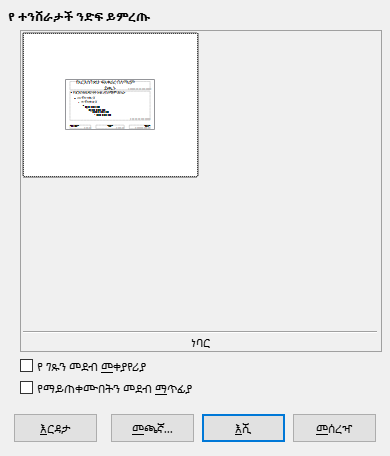 የ ተንሸራታች ንድፍ ይምረጡ
ነባር
የ ገጹን መደብ መቀያየሪያ
የማይጠቀሙበትን መደብ ማጥፊያ
እርዳታ
መጫኛ...
እሺ
መሰረዣ